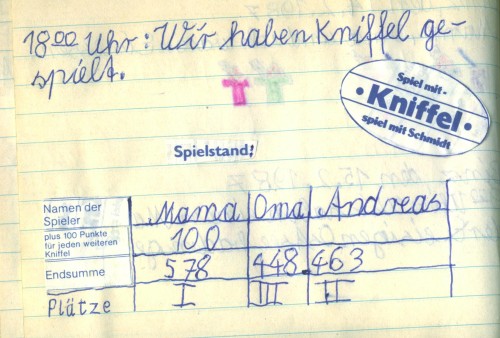 18⁰⁰ Uhr: Wir haben Kniffel ge-
spielt.
Spiel mit •
• Kniffel •
spiel mit Schmidt
Spielstand:
Namen der Spieler Mama Oma Andreas
plus 100 Punkte für jeden weiteren Kniffel 100
Endsumme 578 448 463
Plätze I III II